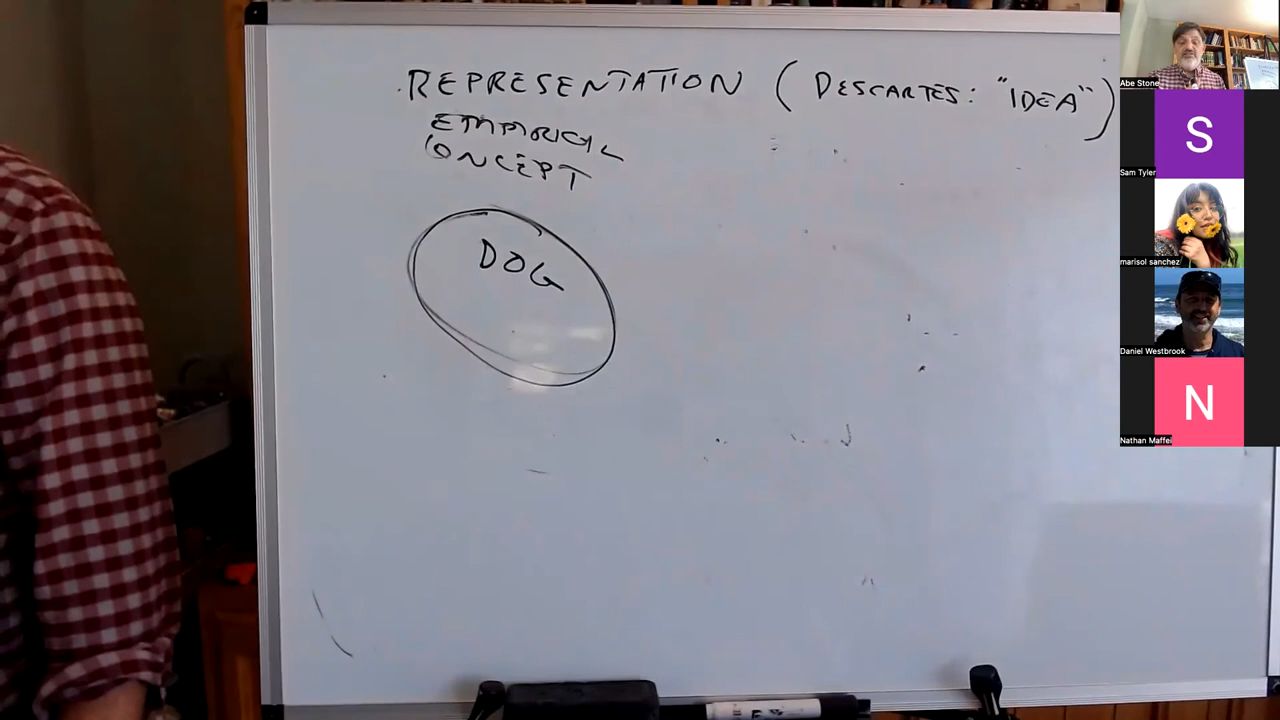 REPRESENTATION (DESCARTES: "IDEA")
EMPIRICAL
CONCEPT
DOG
Abe Stone
S
Sam Tyler
marisol sanchez
Daniel Westbrook
N
Nathan Maffei